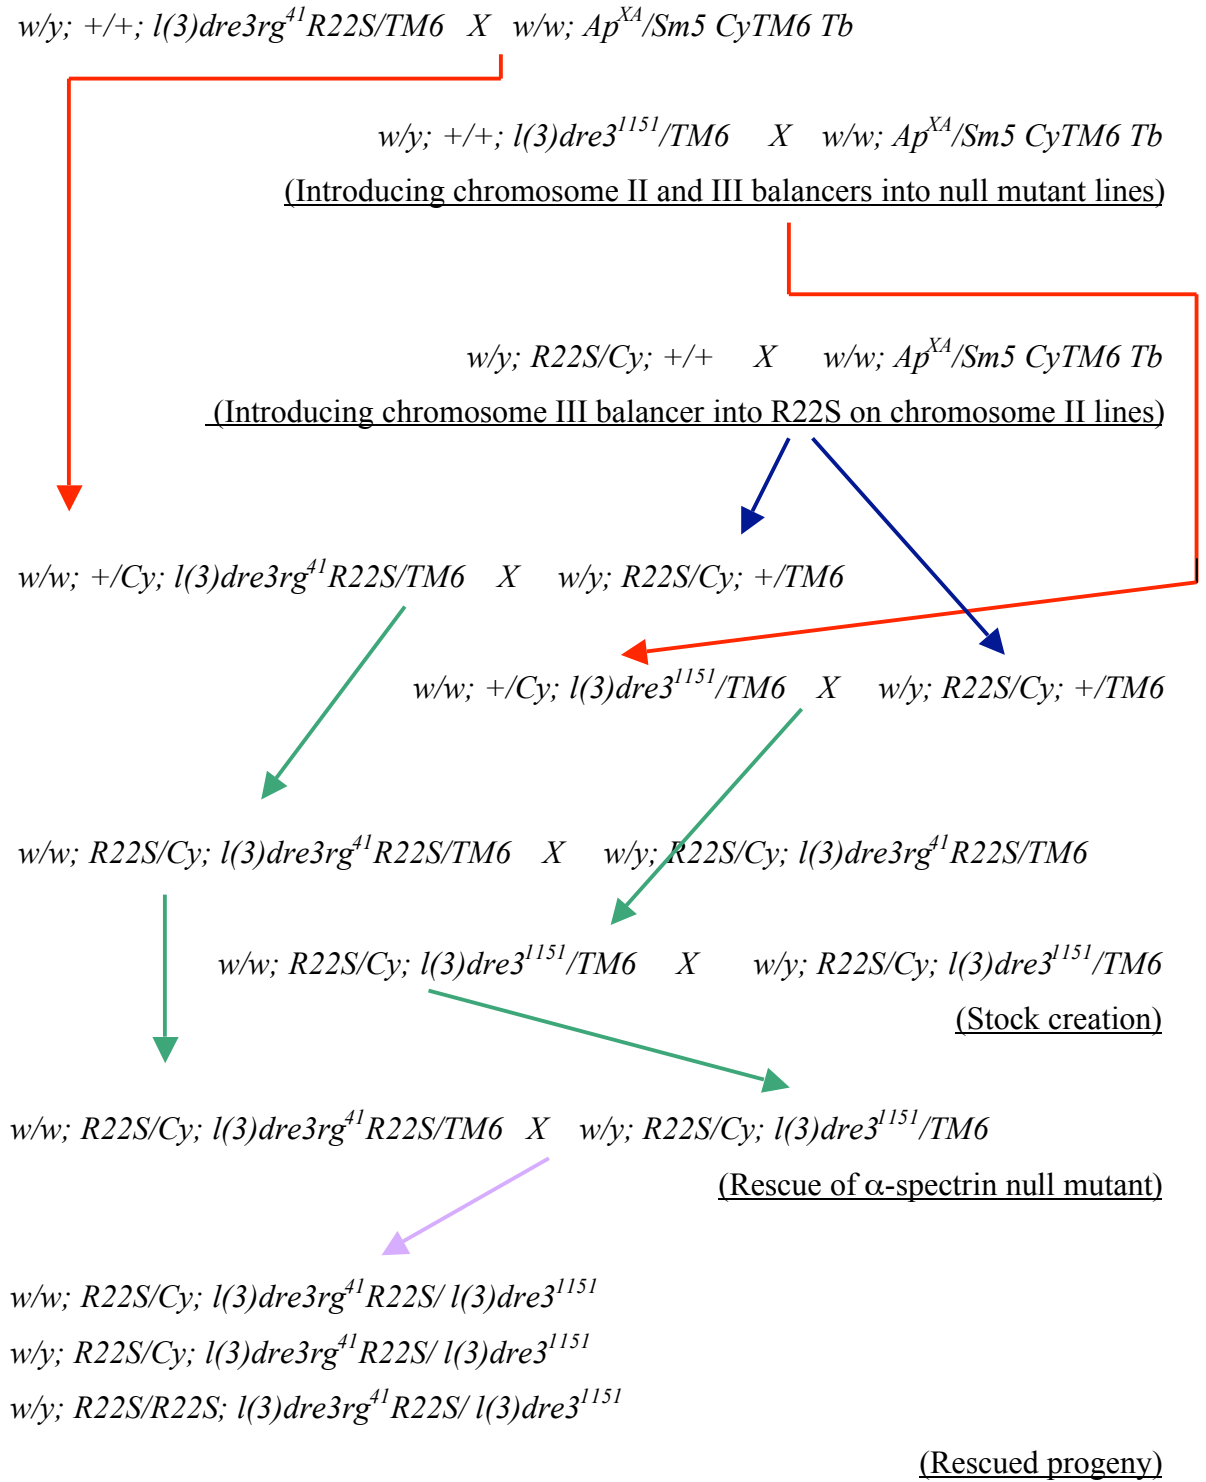 w/y; +/+; l(3)dre3rg⁴¹R22S/TM6 X w/w; Apˣᴬ/Sm5 CyTM6 Tb
w/y; +/+; l(3)dre3¹¹⁵¹/TM6 X w/w; Apˣᴬ/Sm5 CyTM6 Tb
(Introducing chromosome II and III balancers into null mutant lines)
w/y; R22S/Cy; +/+ X w/w; Apˣᴬ/Sm5 CyTM6 Tb
(Introducing chromosome III balancer into R22S on chromosome II lines)
w/w; +/Cy; l(3)dre3rg⁴¹R22S/TM6 X w/y; R22S/Cy; +/TM6
w/w; +/Cy; l(3)dre3¹¹⁵¹/TM6 X w/y; R22S/Cy; +/TM6
w/w; R22S/Cy; l(3)dre3rg⁴¹R22S/TM6 X w/y; R22S/Cy; l(3)dre3rg⁴¹R22S/TM6
w/w; R22S/Cy; l(3)dre3¹¹⁵¹/TM6 X w/y; R22S/Cy; l(3)dre3¹¹⁵¹/TM6
(Stock creation)
w/w; R22S/Cy; l(3)dre3rg⁴¹R22S/TM6 X w/y; R22S/Cy; l(3)dre3¹¹⁵¹/TM6
(Rescue of α-spectrin null mutant)
w/w; R22S/Cy; l(3)dre3rg⁴¹R22S/ l(3)dre3¹¹⁵¹
w/y; R22S/Cy; l(3)dre3rg⁴¹R22S/ l(3)dre3¹¹⁵¹
w/y; R22S/R22S; l(3)dre3rg⁴¹R22S/ l(3)dre3¹¹⁵¹
(Rescued progeny)